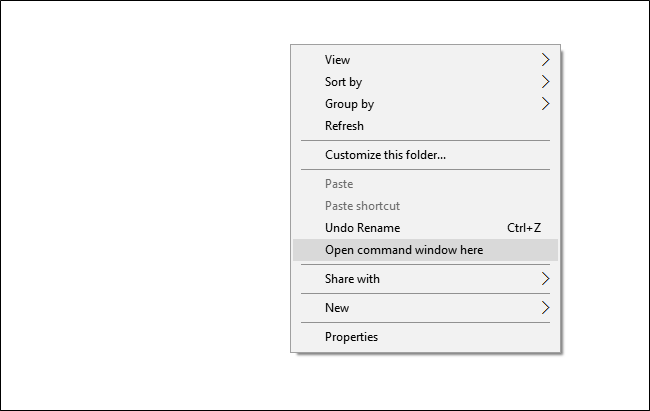 View
Sort by
Group by
Refresh
Customize this folder...
Paste
Paste shortcut
Undo Rename Ctrl+Z
Open command window here
Share with
New
Properties